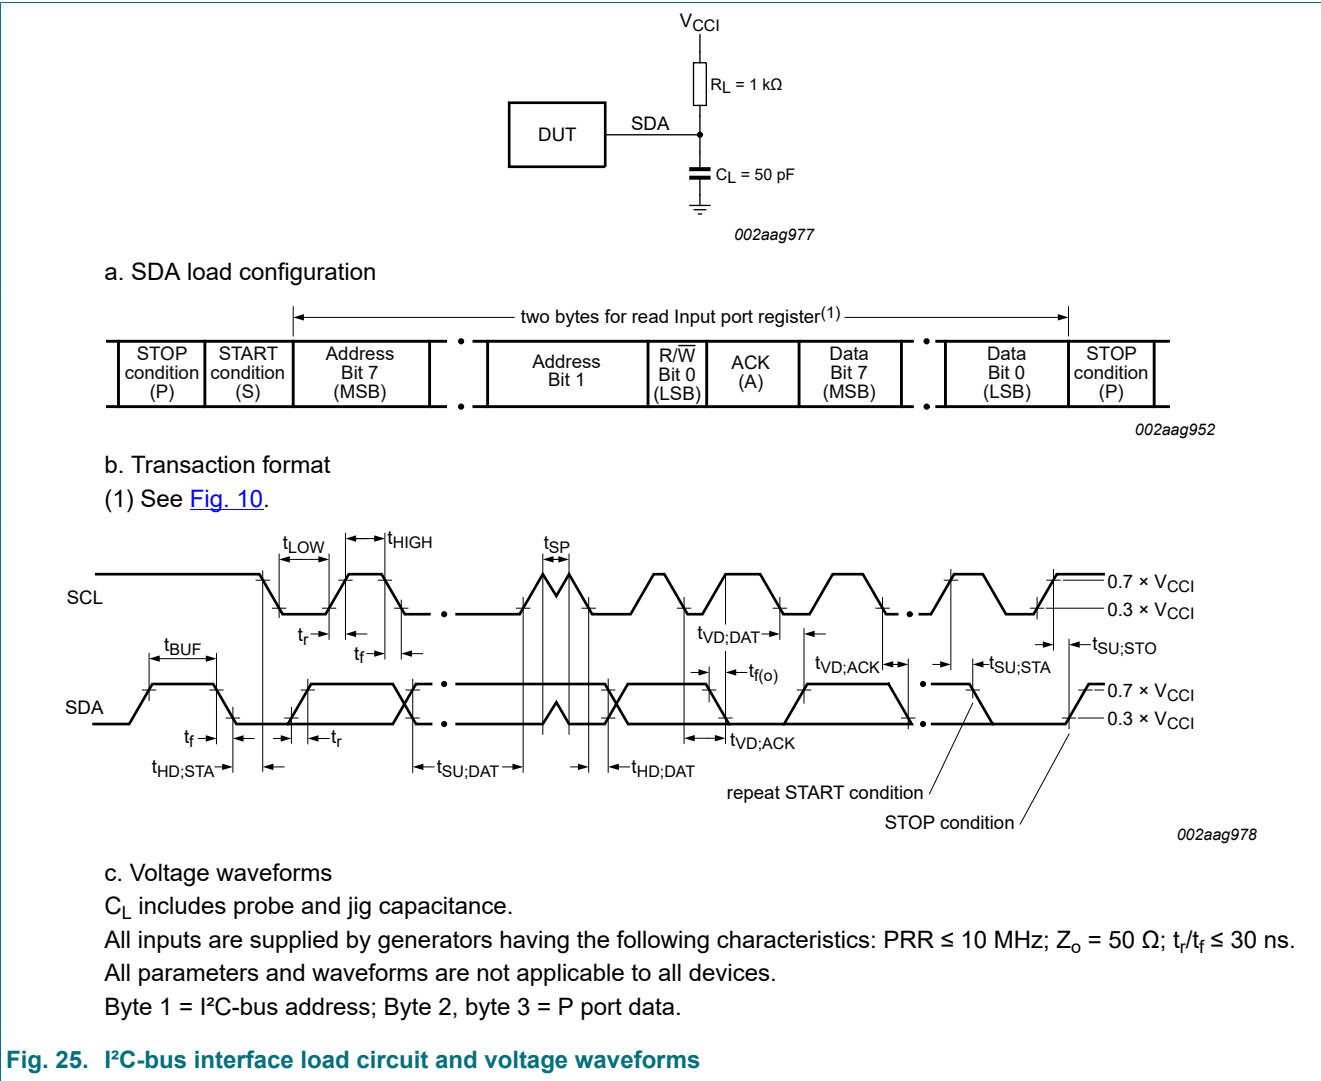 VCCI
RL = 1 kΩ
DUT
SDA
CL = 50 pF
002aag977
a. SDA load configuration
two bytes for read Input port register(1)
STOP condition (P)
START condition (S)
Address Bit 7 (MSB)
Address Bit 1
R/W̅ Bit 0 (LSB)
ACK (A)
Data Bit 7 (MSB)
Data Bit 0 (LSB)
STOP condition (P)
002aag952
b. Transaction format
(1) See Fig. 10.
tLOW
tHIGH
tSP
SCL
0.7 × VCCI
0.3 × VCCI
tr
tf
tVD;DAT
tSU;STO
tBUF
tf(o)
tVD;ACK
tSU;STA
SDA
0.7 × VCCI
0.3 × VCCI
tf
tr
tVD;ACK
tHD;STA
tSU;DAT
tHD;DAT
repeat START condition
STOP condition
002aag978
c. Voltage waveforms
CL includes probe and jig capacitance.
All inputs are supplied by generators having the following characteristics: PRR ≤ 10 MHz; Zo = 50 Ω; tr/tf ≤ 30 ns.
All parameters and waveforms are not applicable to all devices.
Byte 1 = I²C-bus address; Byte 2, byte 3 = P port data.
Fig. 25. I²C-bus interface load circuit and voltage waveforms